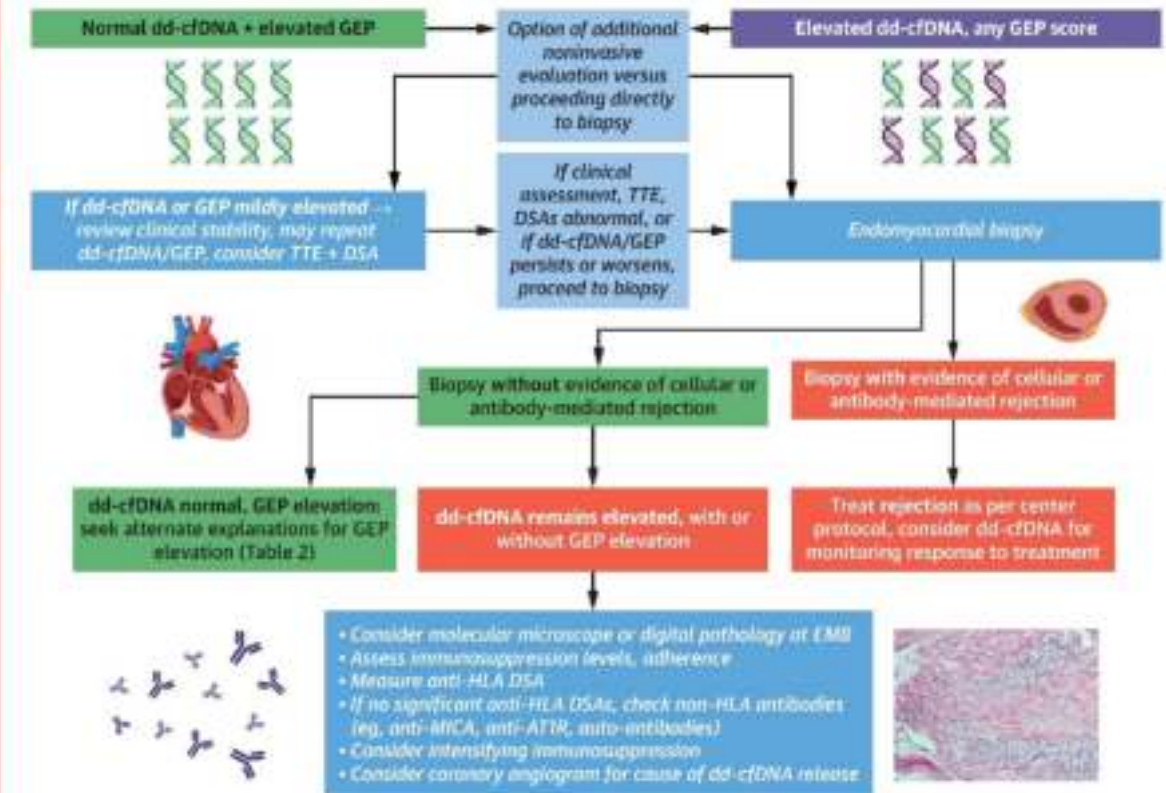 Normal dd-cfDNA + elevated GEP
Option of additional
noninvasive
evaluation versus
proceeding directly
to biopsy
Elevated dd-cfDNA, any GEP score
If dd-cfDNA or GEP mildly elevated →
review clinical stability, may repeat
dd-cfDNA/GEP, consider TTE + DSA
If clinical
assessment, TTE,
DSAs abnormal, or
if dd-cfDNA/GEP
persists or worsens,
proceed to biopsy
Endomyocardial biopsy
Biopsy without evidence of cellular or
antibody-mediated rejection
Biopsy with evidence of cellular or
antibody-mediated rejection
dd-cfDNA normal, GEP elevation:
seek alternate explanations for GEP
elevation (Table 2)
dd-cfDNA remains elevated, with or
without GEP elevation
Treat rejection as per center
protocol, consider dd-cfDNA for
monitoring response to treatment
• Consider molecular microscope or digital pathology at EMB
• Assess immunosuppression levels, adherence
• Measure anti-HLA DSA
• If no significant anti-HLA DSAs, check non-HLA antibodies
(eg, anti-MICA, anti-AT1R, auto-antibodies)
• Consider intensifying immunosuppression
• Consider coronary angiogram for cause of dd-cfDNA release